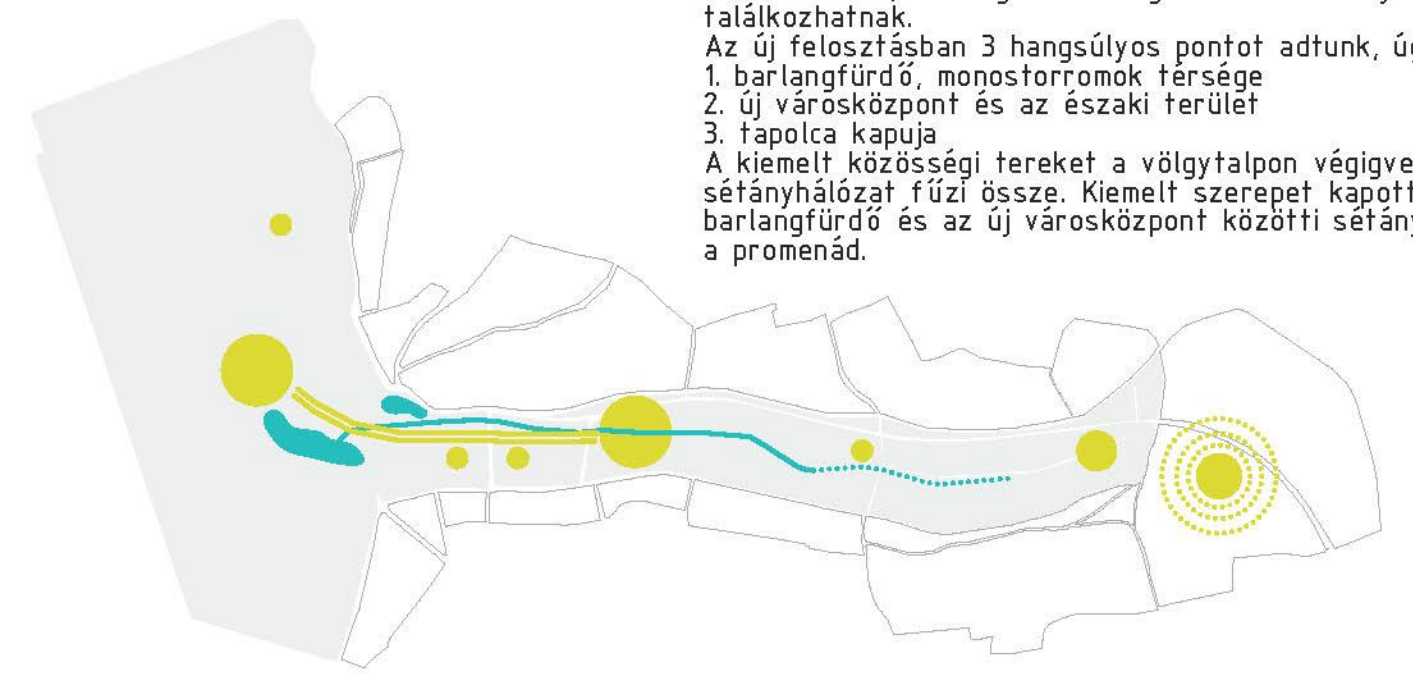 találkozhatnak.
Az új felosztásban 3 hangsúlyos pontot adtunk,
1. barlangfürdő, monostorromok térsége
2. új városközpont és az északi terület
3. tapolca kapuja
A kiemelt közösségi tereket a völgytalpon
sétányhálózat fűzi össze. Kiemelt szerepet kapott
barlangfürdő és az új városközpont közötti
a promenád.